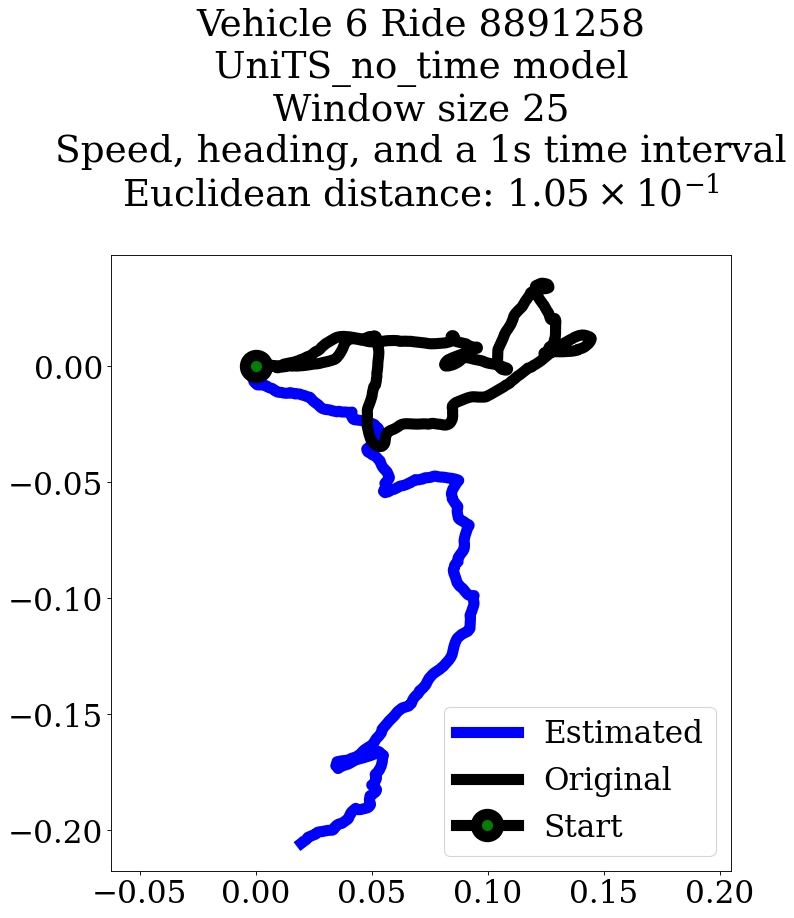 Vehicle 6 Ride 8891258
UniTS_no_time model
Window size 25
Speed, heading, and a 1s time interval
Euclidean distance: 1.05 × 10⁻¹
0.00
−0.05
−0.10
−0.15
−0.20
Estimated
Original
Start
−0.05 0.00 0.05 0.10 0.15 0.20